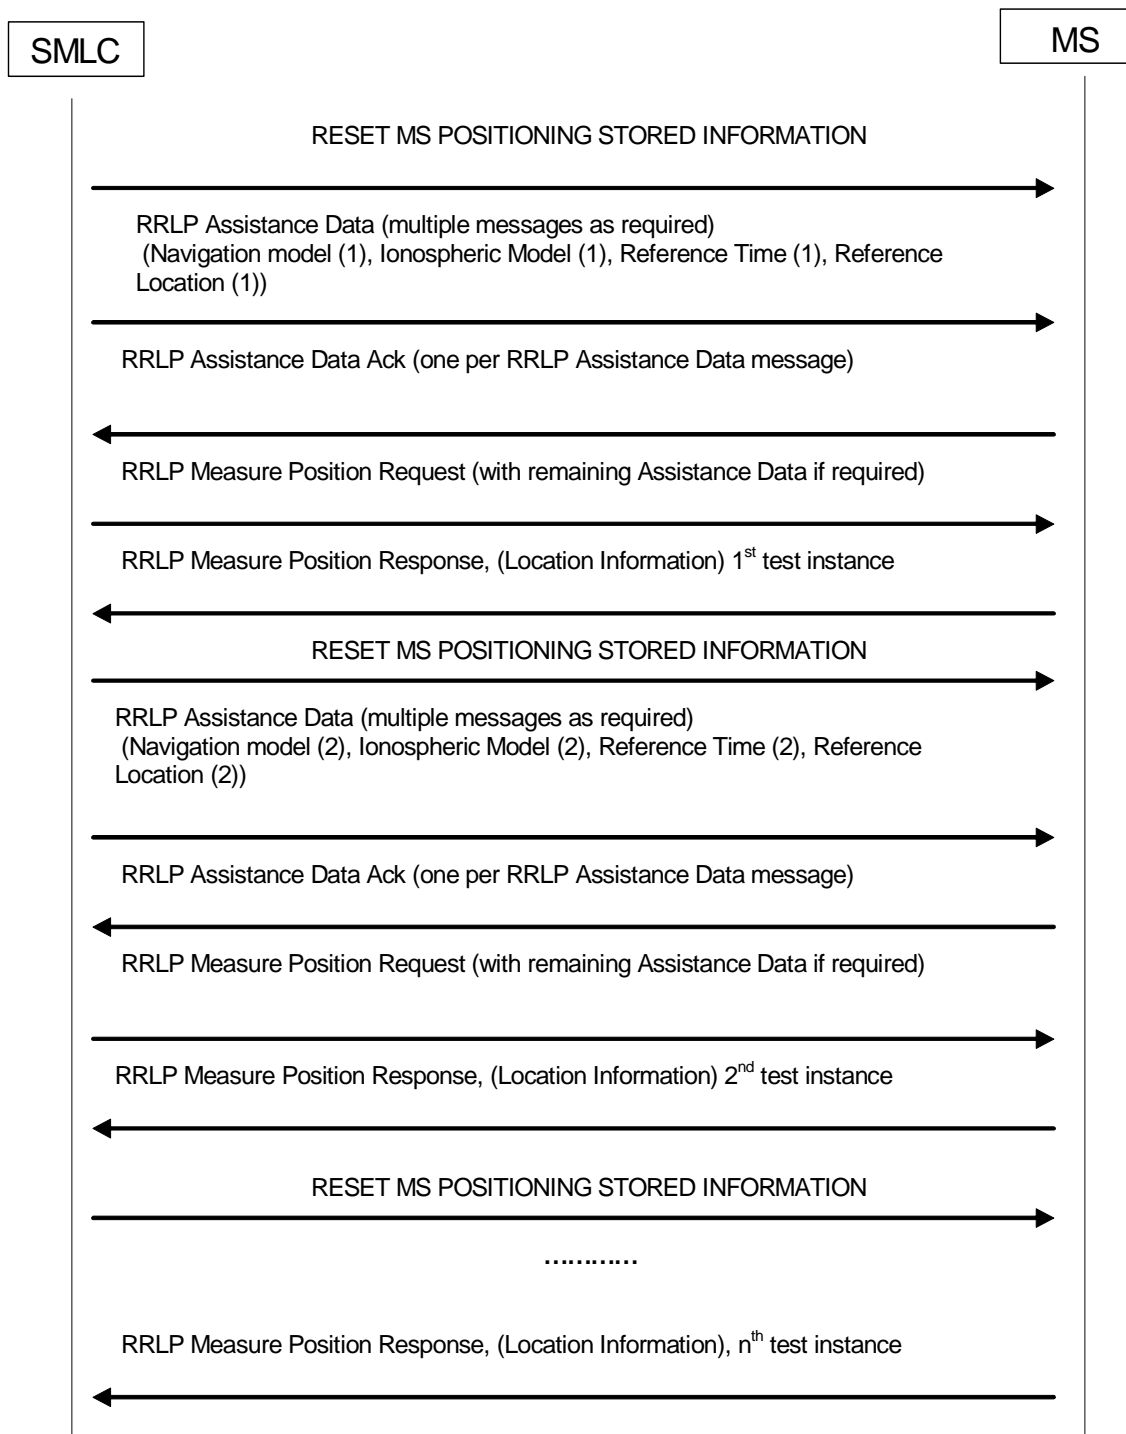 SMLC
MS
RESET MS POSITIONING STORED INFORMATION
RRLP Assistance Data (multiple messages as required)
(Navigation model (1), Ionospheric Model (1), Reference Time (1), Reference
Location (1))
RRLP Assistance Data Ack (one per RRLP Assistance Data message)
RRLP Measure Position Request (with remaining Assistance Data if required)
RRLP Measure Position Response, (Location Information) 1st test instance
RESET MS POSITIONING STORED INFORMATION
RRLP Assistance Data (multiple messages as required)
(Navigation model (2), Ionospheric Model (2), Reference Time (2), Reference
Location (2))
RRLP Assistance Data Ack (one per RRLP Assistance Data message)
RRLP Measure Position Request (with remaining Assistance Data if required)
RRLP Measure Position Response, (Location Information) 2nd test instance
RESET MS POSITIONING STORED INFORMATION
…………
RRLP Measure Position Response, (Location Information), nth test instance